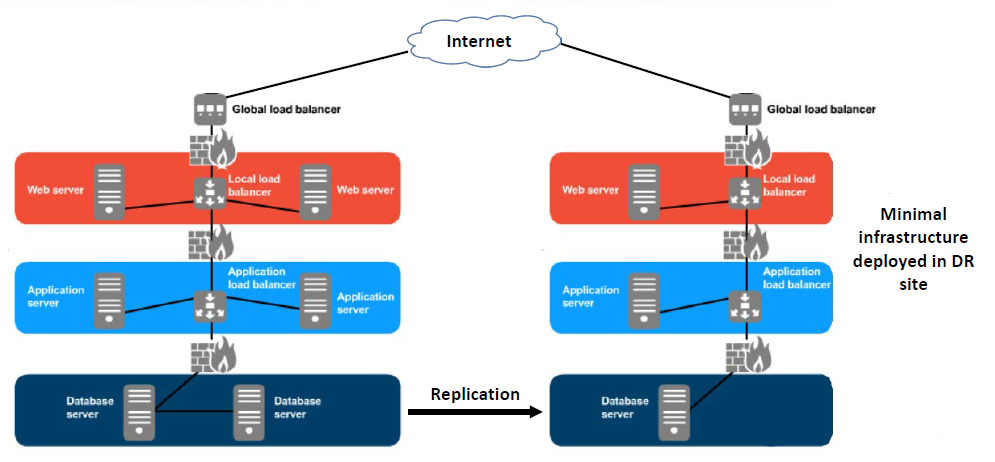 Internet
Global load balancer
Global load balancer
Web server
Local load
balancer
Web server
Web server
Local load
balancer
Minimal
infrastructure
deployed in DR
site
Application
server
Application
load balancer
Application
server
Application
server
Application
load balancer
Database
server
Database
server
Replication
Database
server